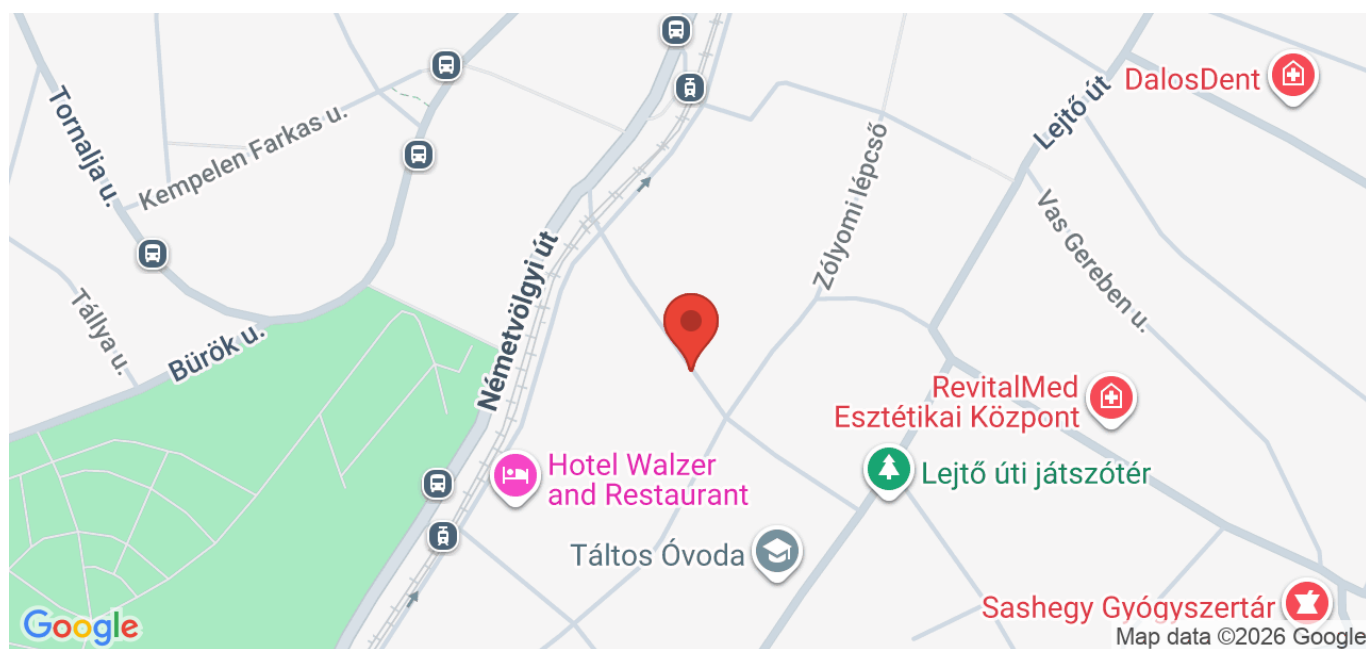 DalosDent
Tornalja u.
Kempelen Farkas u.
Lejtő út
Zólyomi lépcső
Vas Gereben u.
Németvölgyi út
Tállya u.
Bürök u.
RevitalMed
Esztétikai Központ
Hotel Walzer
and Restaurant
Lejtő úti játszótér
Táltos Óvoda
Sashegy Gyógyszertár
Google
Map data ©2026 Google